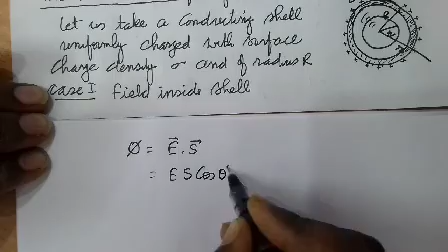 Let us take a conducting shell
uniformly charged with surface
charge density σ and of radius R
Case I Field inside shell
Ø = E⃗ . S⃗
= E S Cos θ